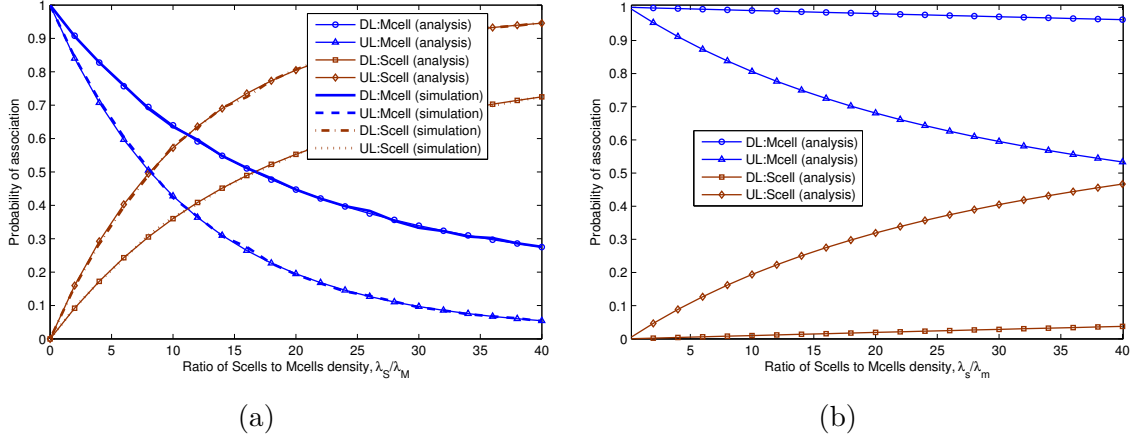 1
0.9
0.8
0.7
0.6
0.5
0.4
0.3
0.2
0.1
0
0 5 10 15 20 25 30 35 40
Probability of association
Ratio of Scells to Mcells density, λS/λM
DL:Mcell (analysis)
UL:Mcell (analysis)
DL:Scell (analysis)
UL:Scell (analysis)
DL:Mcell (simulation)
UL:Mcell (simulation)
DL:Scell (simulation)
UL:Scell (simulation)
(a)
1
0.9
0.8
0.7
0.6
0.5
0.4
0.3
0.2
0.1
0
5 10 15 20 25 30 35 40
Probability of association
Ratio of Scells to Mcells density, λs/λm
DL:Mcell (analysis)
UL:Mcell (analysis)
DL:Scell (analysis)
UL:Scell (analysis)
(b)